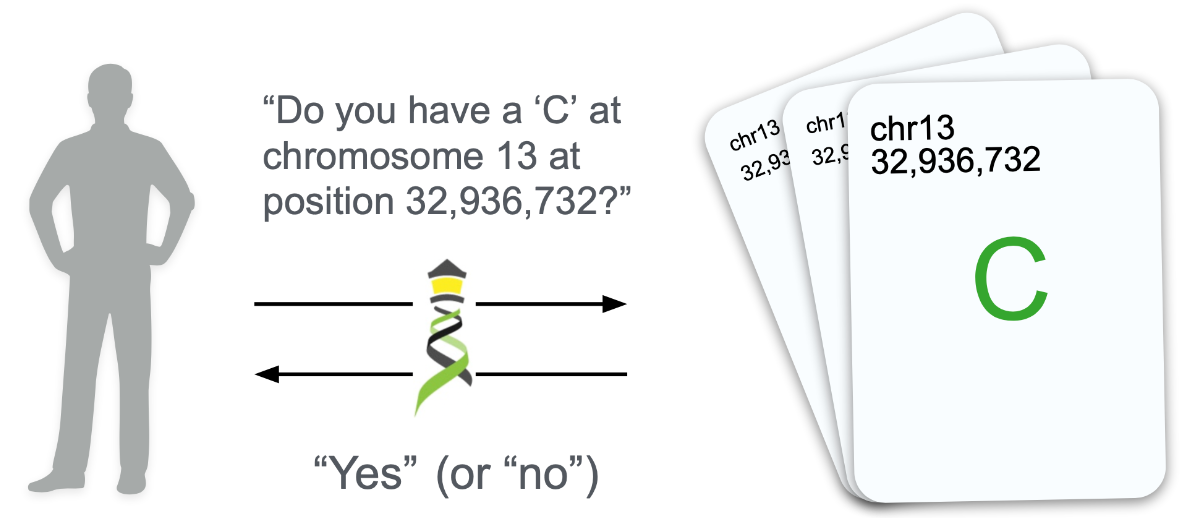 “Do you have a ‘C’ at
chromosome 13 at
position 32,936,732?”
“Yes” (or “no”)
chr13
32,93
chr1
32,9
chr13
32,936,732
C